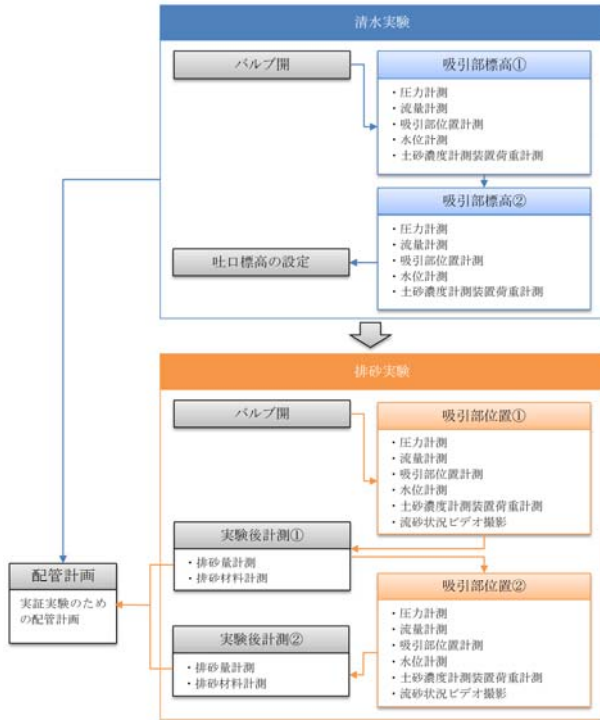 清水実験
バルブ開
吸引部標高①
・圧力計測
・流量計測
・吸引部位置計測
・水位計測
・土砂濃度計測装置荷重計測
吸引部標高②
・圧力計測
・流量計測
・吸引部位置計測
・水位計測
・土砂濃度計測装置荷重計測
吐口標高の設定
排砂実験
バルブ開
吸引部位置①
・圧力計測
・流量計測
・吸引部位置計測
・水位計測
・土砂濃度計測装置荷重計測
・流砂状況ビデオ撮影
実験後計測①
・排砂量計測
・排砂材料計測
配管計画
実証実験のため
の配管計画
吸引部位置②
・圧力計測
・流量計測
・吸引部位置計測
・水位計測
・土砂濃度計測装置荷重計測
・流砂状況ビデオ撮影
実験後計測②
・排砂量計測
・排砂材料計測